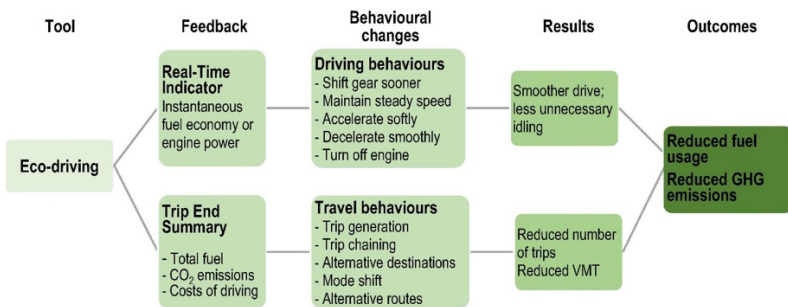 Tool
Feedback
Behavioural
changes
Results
Outcomes
Eco-driving
Real-Time
Indicator
Instantaneous
fuel economy or
engine power
Driving behaviours
- Shift gear sooner
- Maintain steady speed
- Accelerate softly
- Decelerate smoothly
- Turn off engine
Smoother drive;
less unnecessary
idling
Trip End
Summary
- Total fuel
- CO₂ emissions
- Costs of driving
Travel behaviours
- Trip generation
- Trip chaining
- Alternative destinations
- Mode shift
- Alternative routes
Reduced number
of trips
Reduced VMT
Reduced fuel
usage
Reduced GHG
emissions